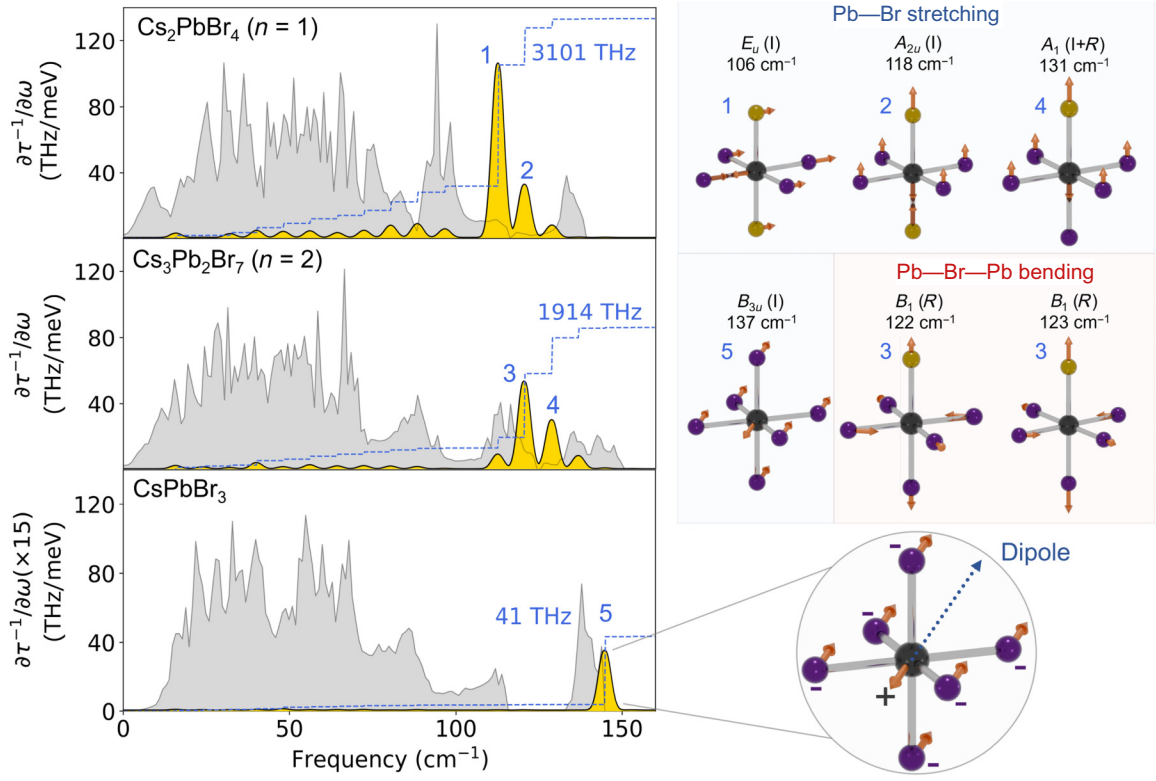 Cs₂PbBr₄ (n = 1)
120
80
40
∂τ⁻¹/∂ω
(THz/meV)
1
2
3101 THz
Cs₃Pb₂Br₇ (n = 2)
120
80
40
∂τ⁻¹/∂ω
(THz/meV)
3
4
1914 THz
CsPbBr₃
120
80
40
0
∂τ⁻¹/∂ω(×15)
(THz/meV)
41 THz
5
0
50
100
150
Frequency (cm⁻¹)
Pb—Br stretching
Eᵤ (I)
106 cm⁻¹
1
A₂ᵤ (I)
118 cm⁻¹
2
A₁ (I+R)
131 cm⁻¹
4
B₃ᵤ (I)
137 cm⁻¹
5
Pb—Br—Pb bending
B₁ (R)
122 cm⁻¹
3
B₁ (R)
123 cm⁻¹
3
Dipole
–
–
–
–
–
–
+